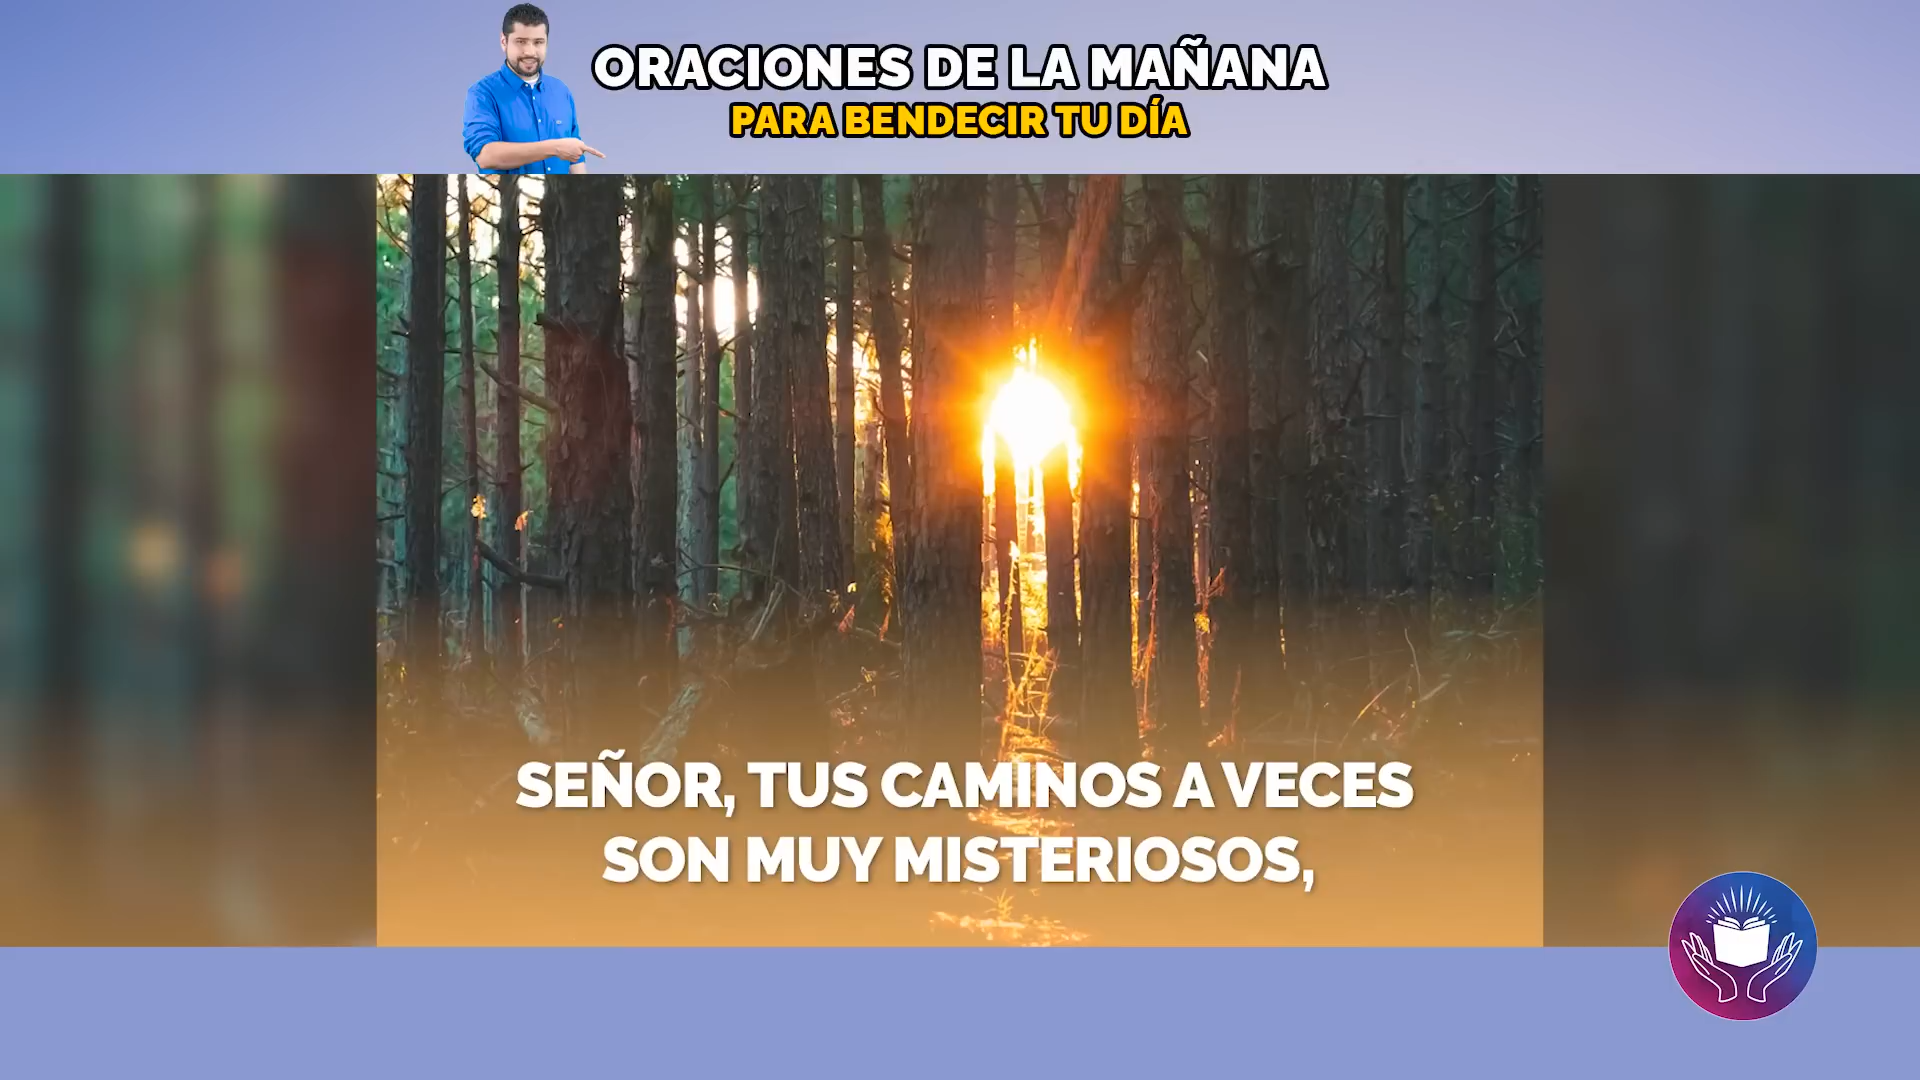 ORACIONES DE LA MAÑANA
PARA BENDECIR TU DÍA
SEÑOR, TUS CAMINOS A VECES
SON MUY MISTERIOSOS,